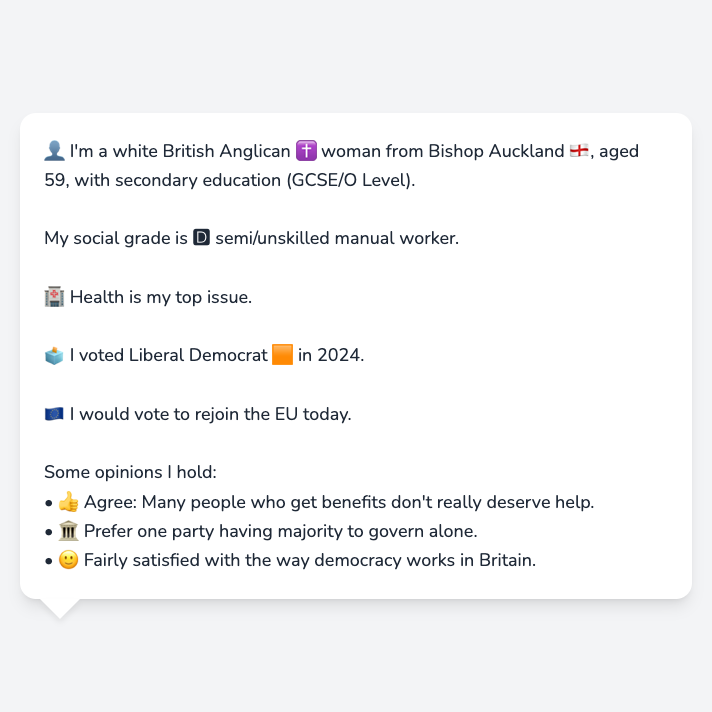 👤 I'm a white British Anglican ✝️ woman from Bishop Auckland 🏴󠁧󠁢󠁥󠁮󠁧󠁿, aged
59, with secondary education (GCSE/O Level).
My social grade is 🅳 semi/unskilled manual worker.
🏥 Health is my top issue.
🗳️ I voted Liberal Democrat 🟧 in 2024.
🇪🇺 I would vote to rejoin the EU today.
Some opinions I hold:
• 👍 Agree: Many people who get benefits don't really deserve help.
• 🏛️ Prefer one party having majority to govern alone.
• 🙂 Fairly satisfied with the way democracy works in Britain.